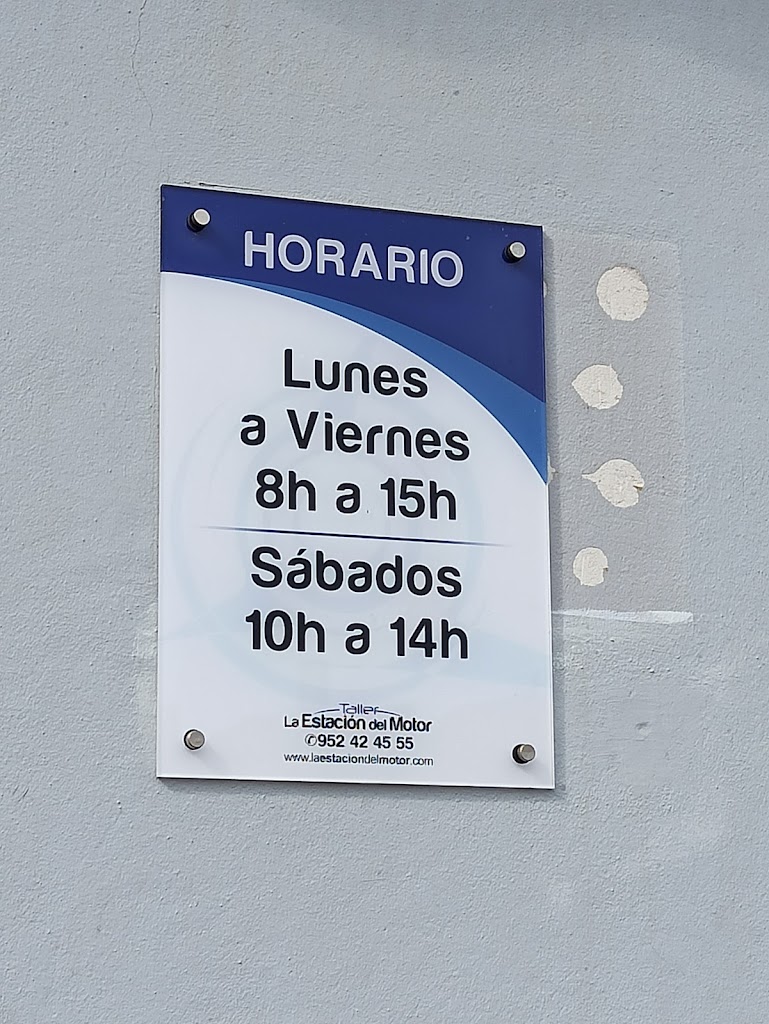 HORARIO
Lunes
a Viernes
8h a 15h
Sábados
10h a 14h
Taller
La Estación del Motor
✆952 42 45 55
www.laestaciondelmotor.com